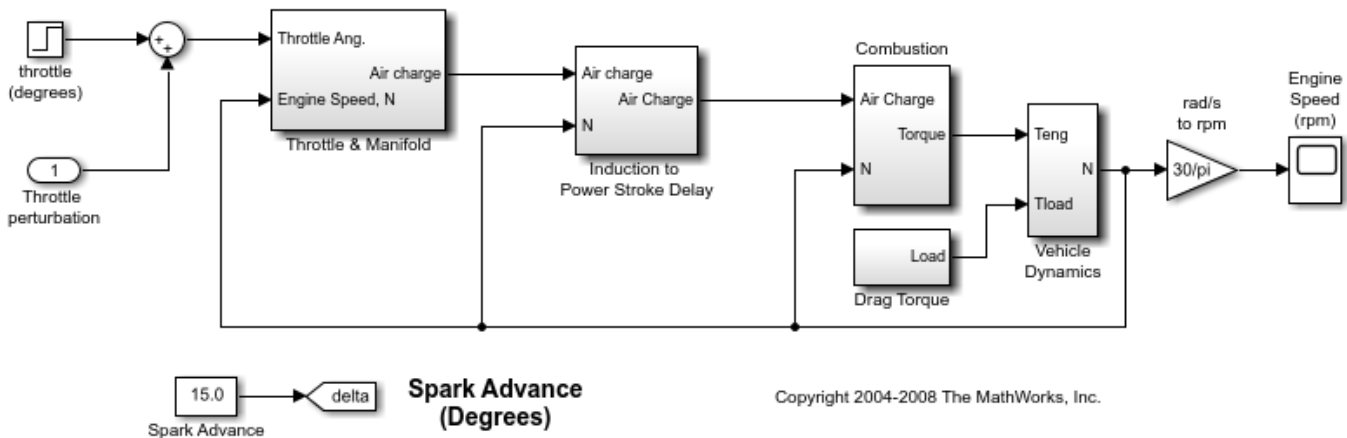 throttle
(degrees)
+
+
1
Throttle
perturbation
Throttle Ang.
Air charge
Engine Speed, N
Throttle & Manifold
Air charge
Air Charge
N
Induction to
Power Stroke Delay
Combustion
Air Charge
Torque
N
Load
Drag Torque
Teng
N
Tload
Vehicle
Dynamics
rad/s
to rpm
30/pi
Engine
Speed
(rpm)
15.0
Spark Advance
delta
Spark Advance
(Degrees)
Copyright 2004-2008 The MathWorks, Inc.